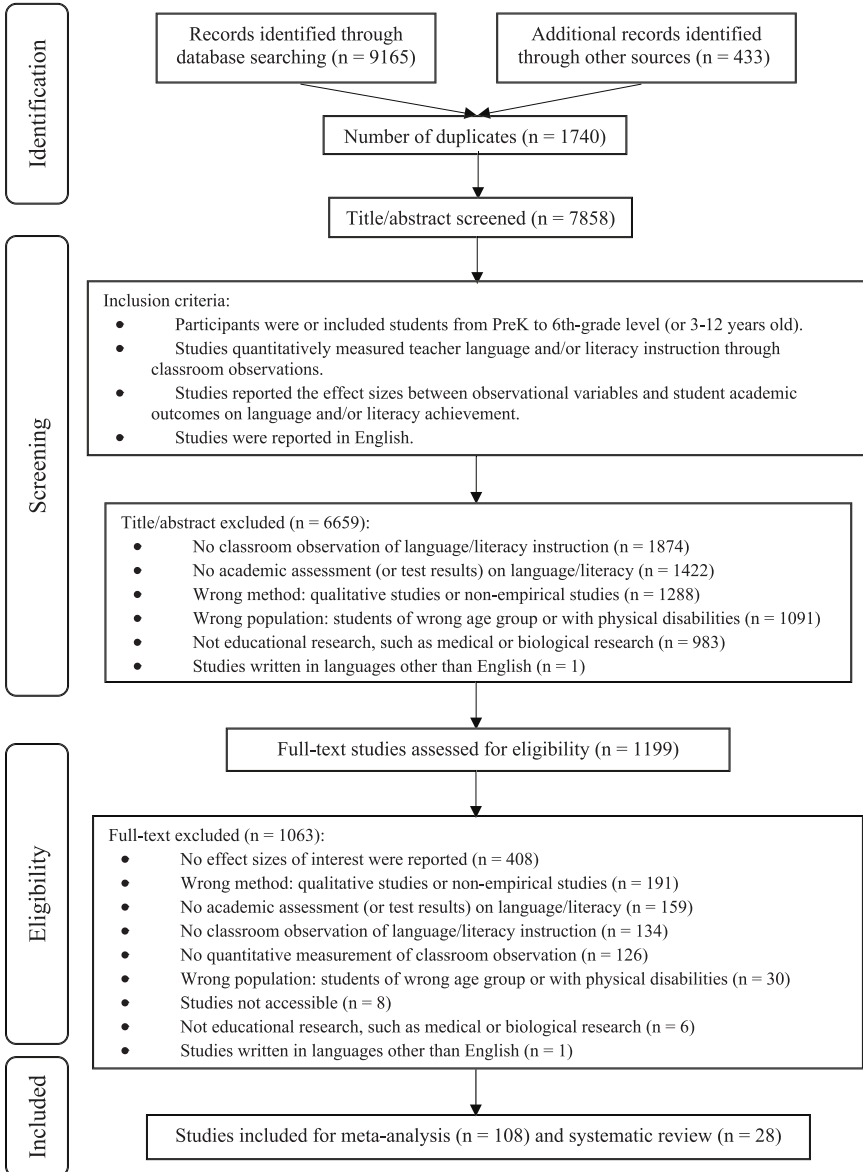 Identification
Records identified through
database searching (n = 9165)
Additional records identified
through other sources (n = 433)
Number of duplicates (n = 1740)
Title/abstract screened (n = 7858)
Screening
Inclusion criteria:
● Participants were or included students from PreK to 6th-grade level (or 3-12 years old).
● Studies quantitatively measured teacher language and/or literacy instruction through
classroom observations.
● Studies reported the effect sizes between observational variables and student academic
outcomes on language and/or literacy achievement.
● Studies were reported in English.
Title/abstract excluded (n = 6659):
● No classroom observation of language/literacy instruction (n = 1874)
● No academic assessment (or test results) on language/literacy (n = 1422)
● Wrong method: qualitative studies or non-empirical studies (n = 1288)
● Wrong population: students of wrong age group or with physical disabilities (n = 1091)
● Not educational research, such as medical or biological research (n = 983)
● Studies written in languages other than English (n = 1)
Full-text studies assessed for eligibility (n = 1199)
Eligibility
Full-text excluded (n = 1063):
● No effect sizes of interest were reported (n = 408)
● Wrong method: qualitative studies or non-empirical studies (n = 191)
● No academic assessment (or test results) on language/literacy (n = 159)
● No classroom observation of language/literacy instruction (n = 134)
● No quantitative measurement of classroom observation (n = 126)
● Wrong population: students of wrong age group or with physical disabilities (n = 30)
● Studies not accessible (n = 8)
● Not educational research, such as medical or biological research (n = 6)
● Studies written in languages other than English (n = 1)
Included
Studies included for meta-analysis (n = 108) and systematic review (n = 28)